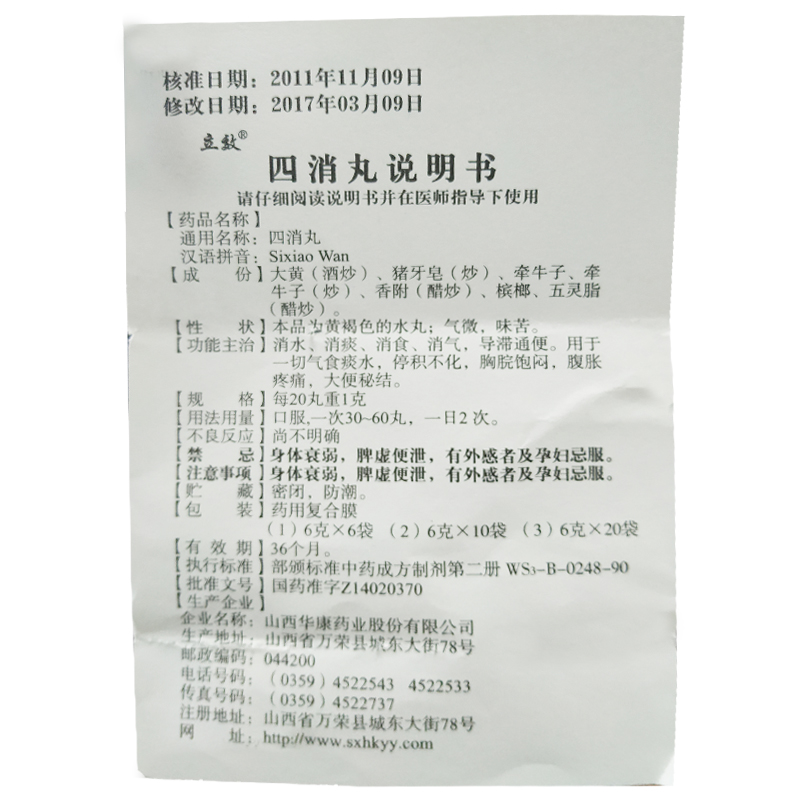 核准日期：2011年11月09日
修改日期：2017年03月09日
立效®
四消丸说明书
请仔细阅读说明书并在医师指导下使用
【药品名称】
通用名称：四消丸
汉语拼音：Sixiao Wan
【成　份】大黄（酒炒）、猪牙皂（炒）、牵牛子、牵
牛子（炒）、香附（醋炒）、槟榔、五灵脂
（醋炒）。
【性　状】本品为黄褐色的水丸；气微，味苦。
【功能主治】消水、消痰、消食、消气，导滞通便。用于
一切气食痰水，停积不化，胸脘饱闷，腹胀
疼痛，大便秘结。
【规　格】每20丸重1克
【用法用量】口服,一次30~60丸，一日2 次。
【不良反应】尚不明确
【禁　忌】身体衰弱，脾虚便泄，有外感者及孕妇忌服。
【注意事项】身体衰弱，脾虚便泄，有外感者及孕妇忌服。
【贮　藏】密闭，防潮。
【包　装】药用复合膜
（1）6克×6袋 （2）6克×10袋 （3）6克×20袋
【有 效 期】36个月。
【执行标准】部颁标准中药成方制剂第二册 WS3-B-0248-90
【批准文号】国药准字Z14020370
【生产企业】
企业名称：山西华康药业股份有限公司
生产地址：山西省万荣县城东大街78号
邮政编码：044200
电话号码：（0359）4522543 4522533
传真号码：（0359）4522737
注册地址：山西省万荣县城东大街78号
网　　址：http://www.sxhkyy.com